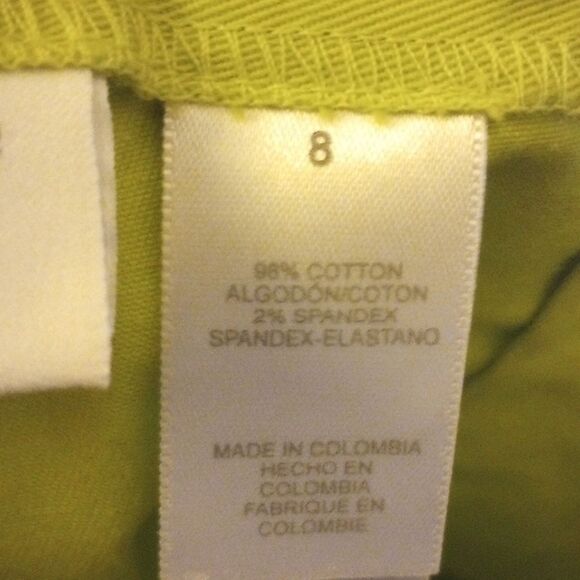 8
98% COTTON
ALGODÓN/COTON
2% SPANDEX
SPANDEX-ELASTANO
MADE IN COLOMBIA
HECHO EN
COLOMBIA
FABRIQUE EN
COLOMBIE